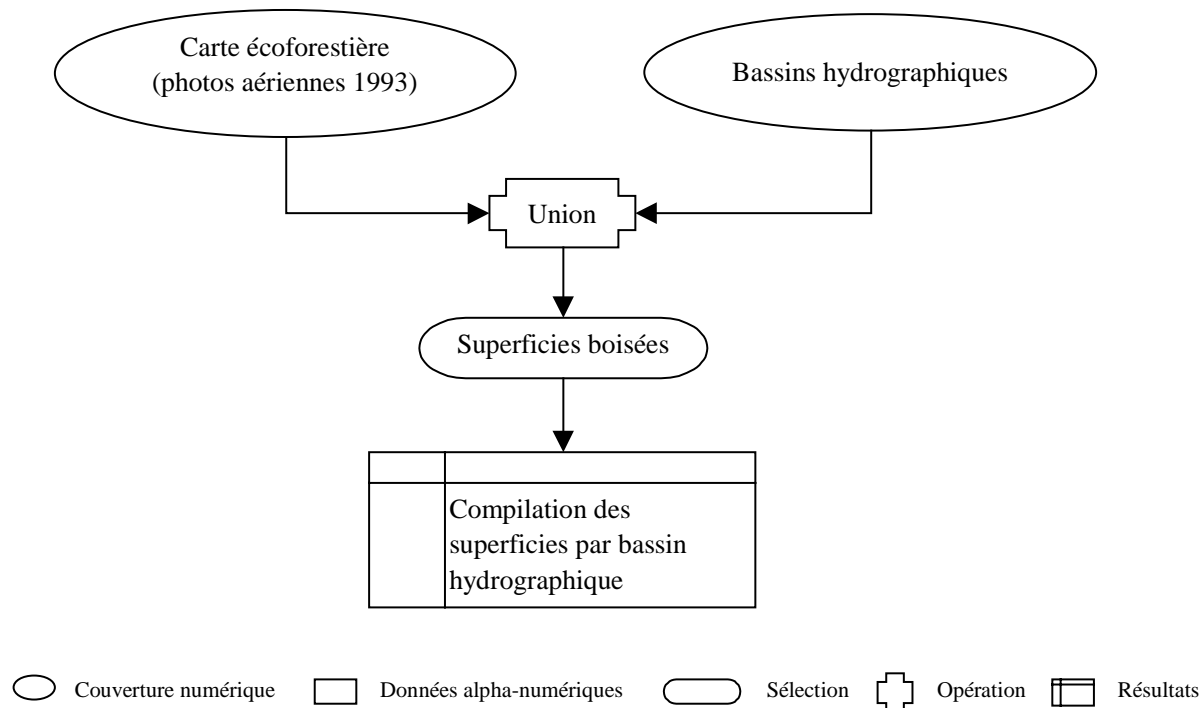 Carte écoforestière
(photos aériennes 1993)
Bassins hydrographiques
Union
Superficies boisées
Compilation des
superficies par bassin
hydrographique
Couverture numérique
Données alpha-numériques
Sélection
Opération
Résultats